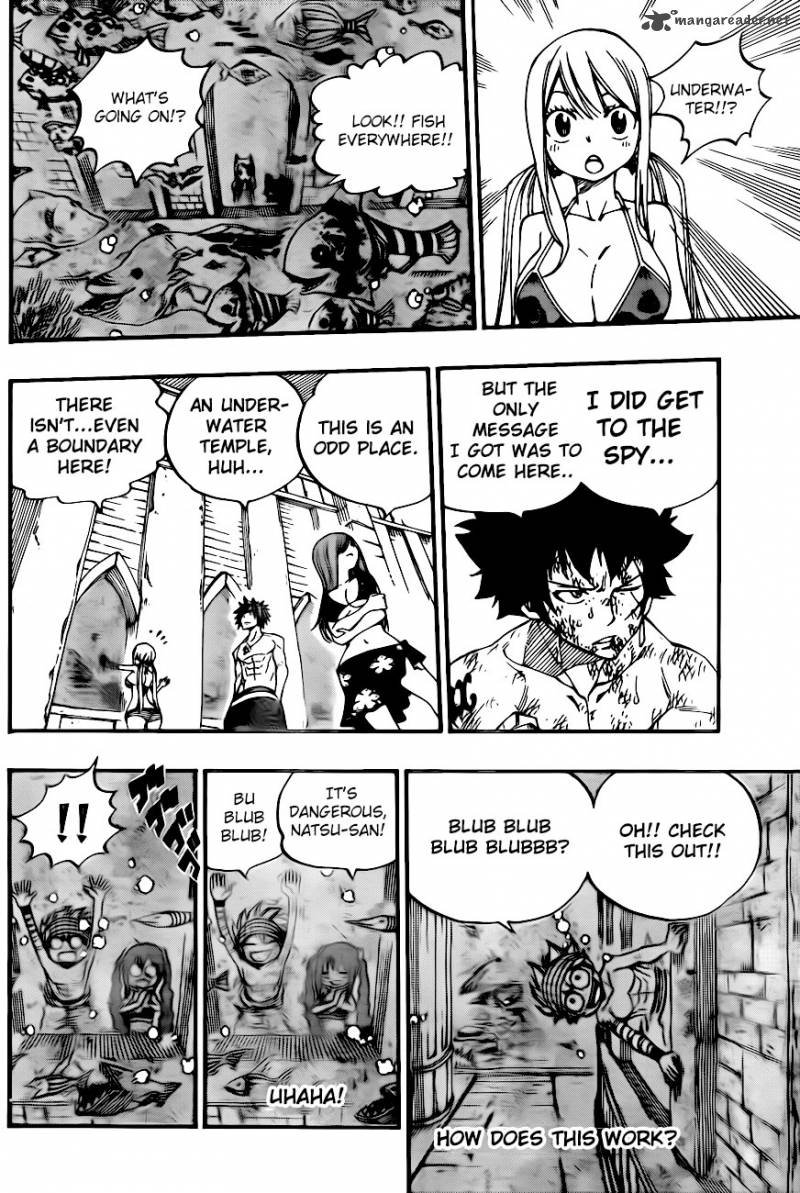 mangareader.net
UNDERWA-
TER!!?
LOOK!! FISH
EVERYWHERE!!
WHAT'S
GOING ON!?
I DID GET
TO THE
SPY...
BUT THE
ONLY
MESSAGE
I GOT WAS TO
COME HERE..
THIS IS AN
ODD PLACE.
AN UNDER-
WATER
TEMPLE,
HUH...
THERE
ISN'T...EVEN
A BOUNDARY
HERE!
OH!! CHECK
THIS OUT!!
BLUB BLUB
BLUB BLUBBB?
HOW DOES THIS WORK?
IT'S
DANGEROUS,
NATSU-SAN!
BU
BLUB
BLUB!
UHAHA!
!!